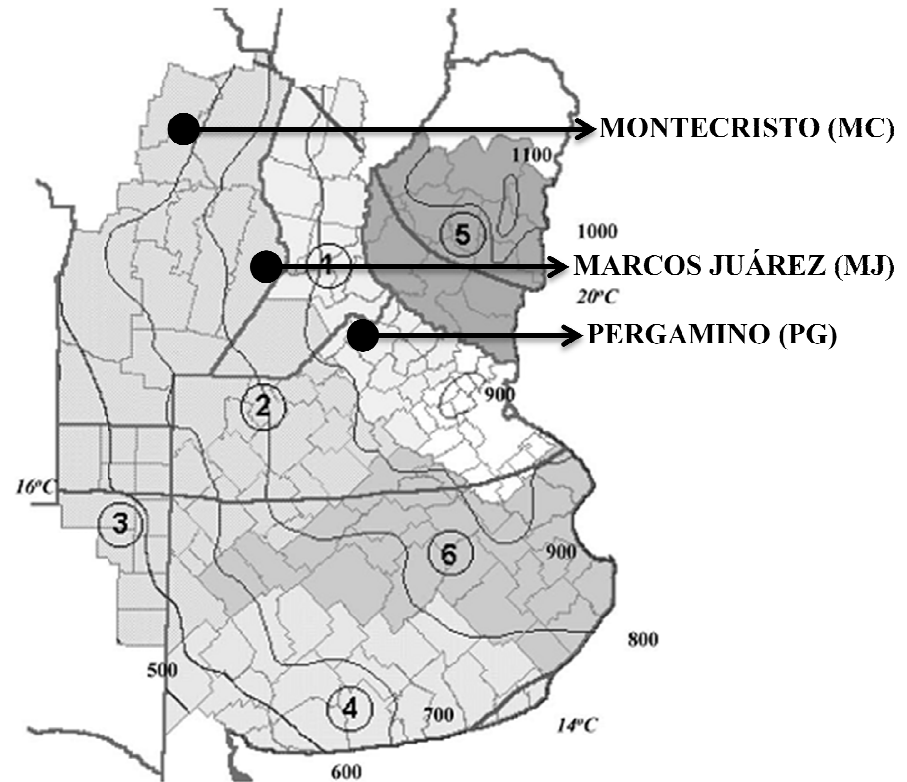 MONTECRISTO (MC)
1100
5
1000
1
MARCOS JUÁREZ (MJ)
20ºC
PERGAMINO (PG)
900
2
16ºC
3
6
900
800
500
4
700
14ºC
600